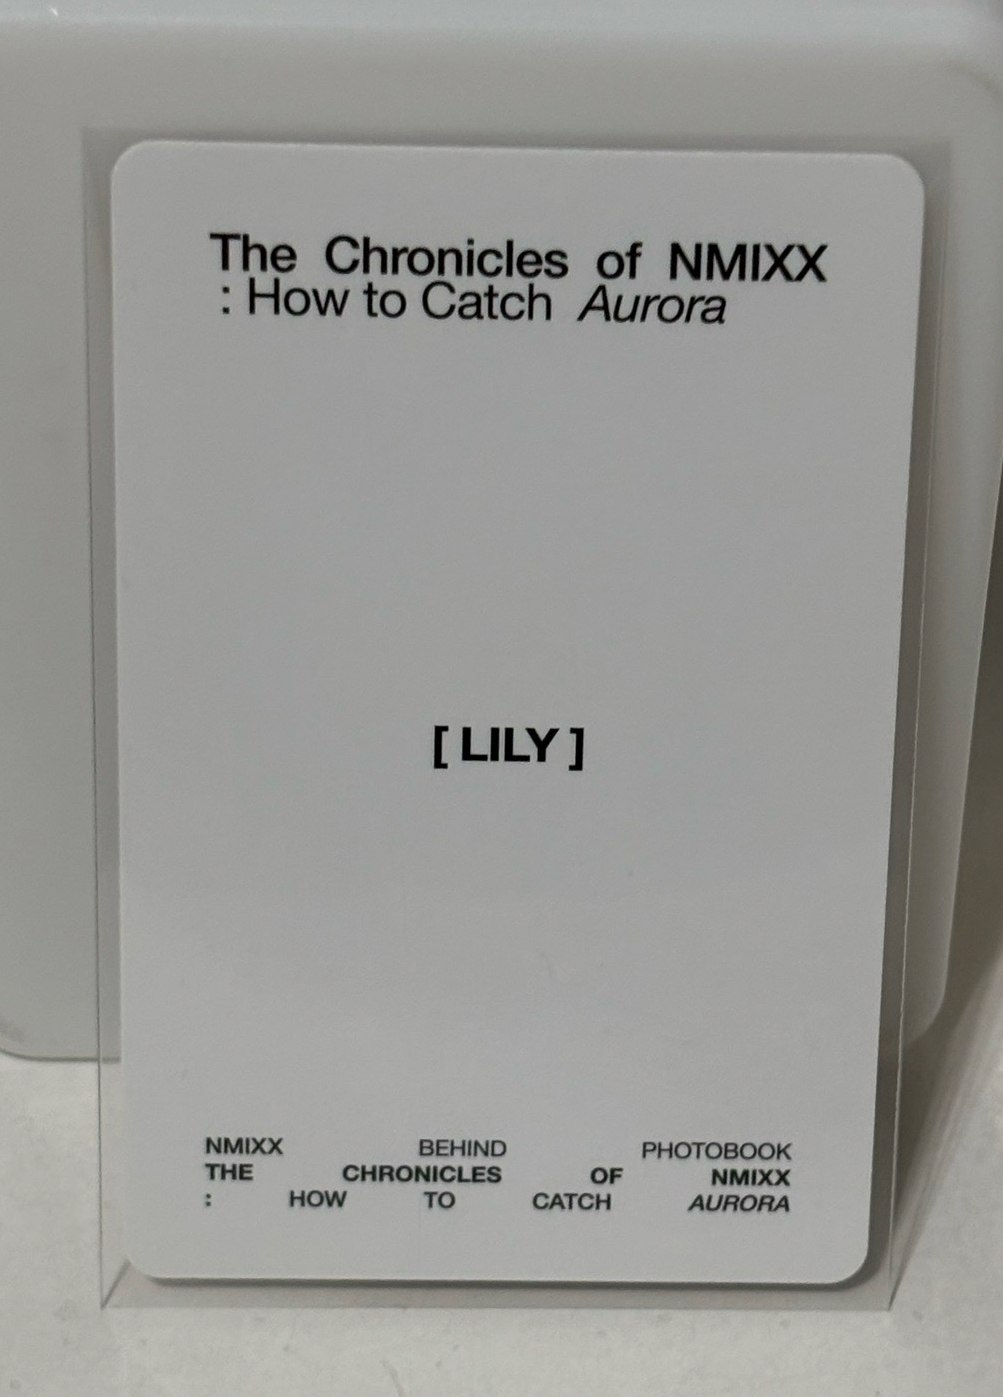 The Chronicles of NMIXX
: How to Catch Aurora
[ LILY ]
NMIXX BEHIND PHOTOBOOK
THE CHRONICLES OF NMIXX
: HOW TO CATCH AURORA